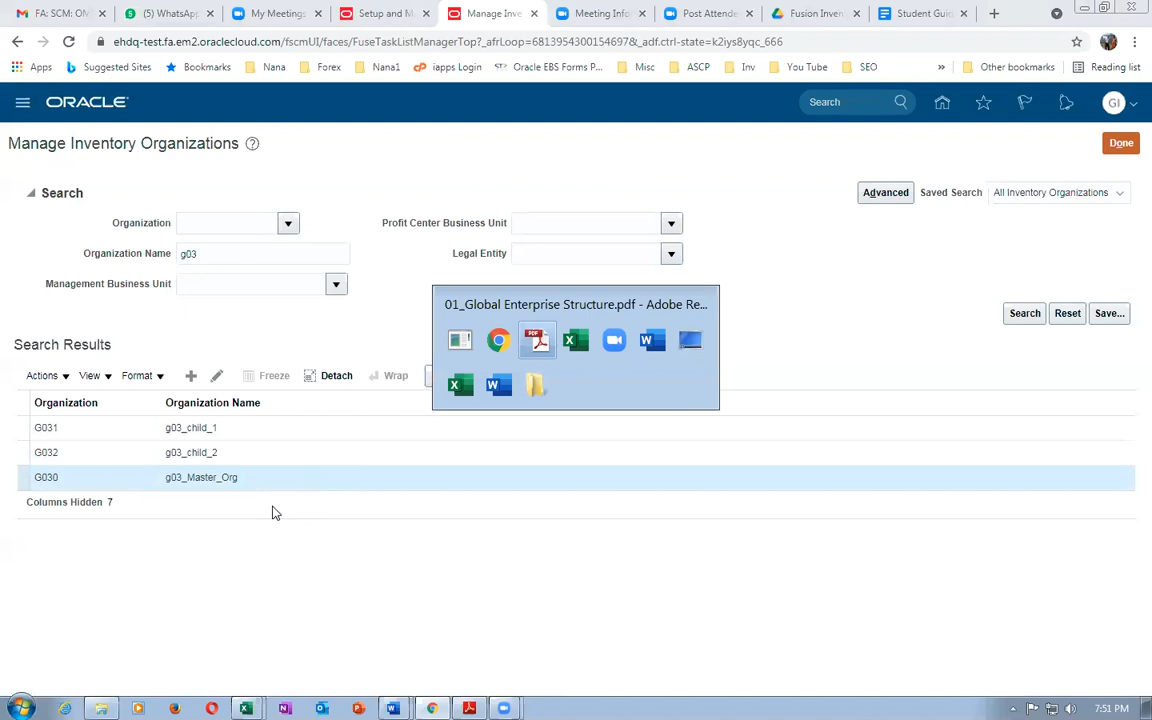 FA: SCM: OM
(5) WhatsApp
My Meetings
Setup and M
Manage Inve
Meeting Info
Post Attende
Fusion Inven
Student Guid
ehdq-test.fa.em2.oraclecloud.com/fscmUI/faces/FuseTaskListManagerTop?_afrLoop=6813954300154697&_adf.ctrl-state=k2iys8yqc_666
Apps
Suggested Sites
Bookmarks
Nana
Forex
Nana1
iapps Login
Oracle EBS Forms P...
Misc
ASCP
Inv
You Tube
SEO
»
Other bookmarks
Reading list
ORACLE
Search
GI
Manage Inventory Organizations
Done
Search
Advanced
Saved Search
All Inventory Organizations
Organization
Profit Center Business Unit
Organization Name
g03
Legal Entity
Management Business Unit
01_Global Enterprise Structure.pdf - Adobe Re...
Search
Reset
Save...
Search Results
Actions
View
Format
Freeze
Detach
Wrap
Organization
Organization Name
G031
g03_child_1
G032
g03_child_2
G030
g03_Master_Org
Columns Hidden 7
7:51 PM